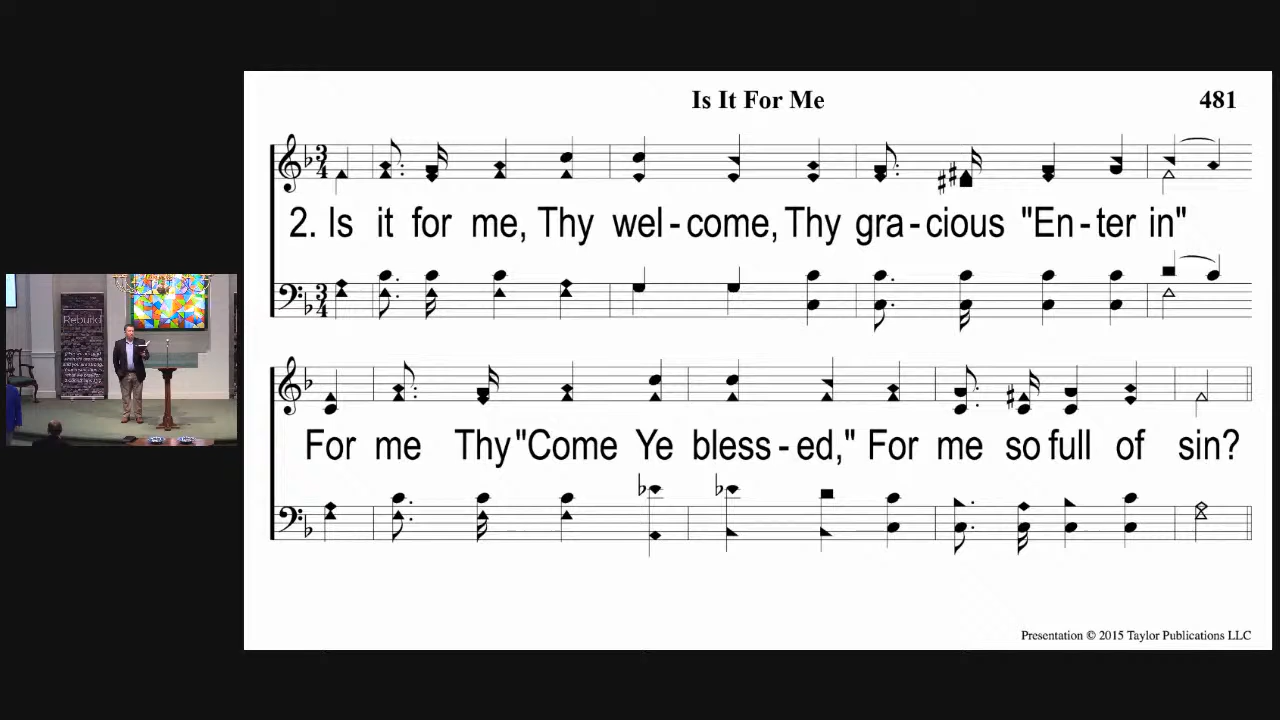 Is It For Me 481
2. Is it for me, Thy wel-come, Thy gra-cious "En-ter in"
For me Thy "Come Ye bless-ed," For me so full of sin?
Presentation © 2015 Taylor Publications LLC
Rebuild